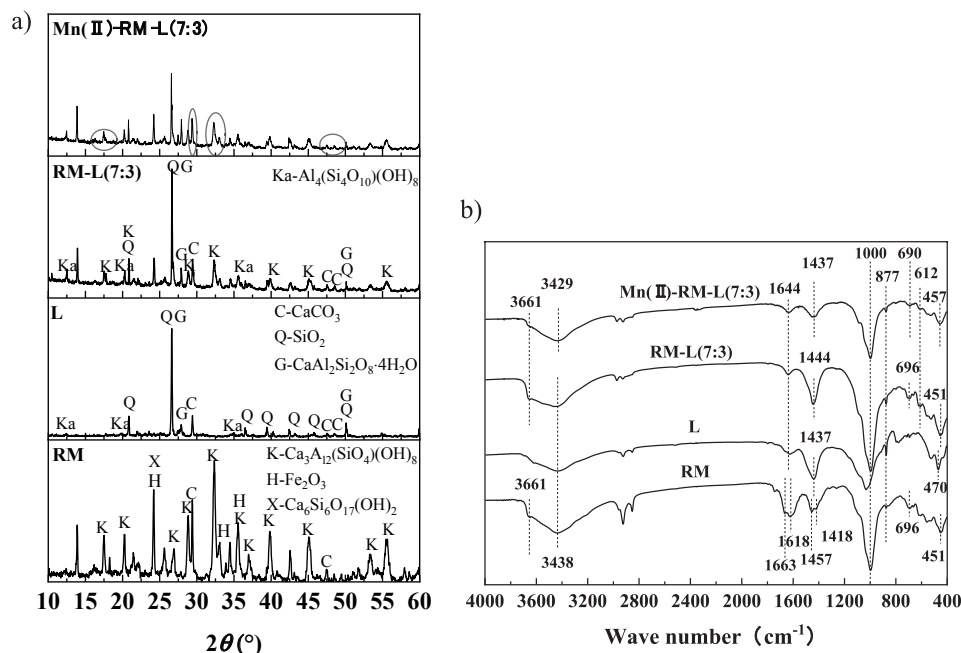 a)
Mn(Ⅱ)-RM-L(7:3)
RM-L(7:3)
QG
Ka-Al4(Si4O10)(OH)8
K
Q
G
Ka
K
Ka
G
K
C
K
Ka
K
K
C
C
Q
K
L
QG
C-CaCO3
Q-SiO2
G-CaAl2Si2O8·4H2O
G
Q
Ka
Ka
Q
G
C
Ka
Q
Q
Q
Q
C
C
RM
K-Ca3Al2(SiO4)(OH)8
H-Fe2O3
X-Ca6Si6O17(OH)2
X
H
K
K
K
K
C
K
H
H
K
K
K
K
C
K
K
10 15 20 25 30 35 40 45 50 55 60
2θ(°)
b)
3661
3429
Mn(Ⅱ)-RM-L(7:3)
1644
1437
1000
877
690
612
457
RM-L(7:3)
1444
696
451
L
1437
470
RM
3661
3438
1663
1618
1457
1418
696
451
4000 3600 3200 2800 2400 2000 1600 1200 800 400
Wave number (cm-1)